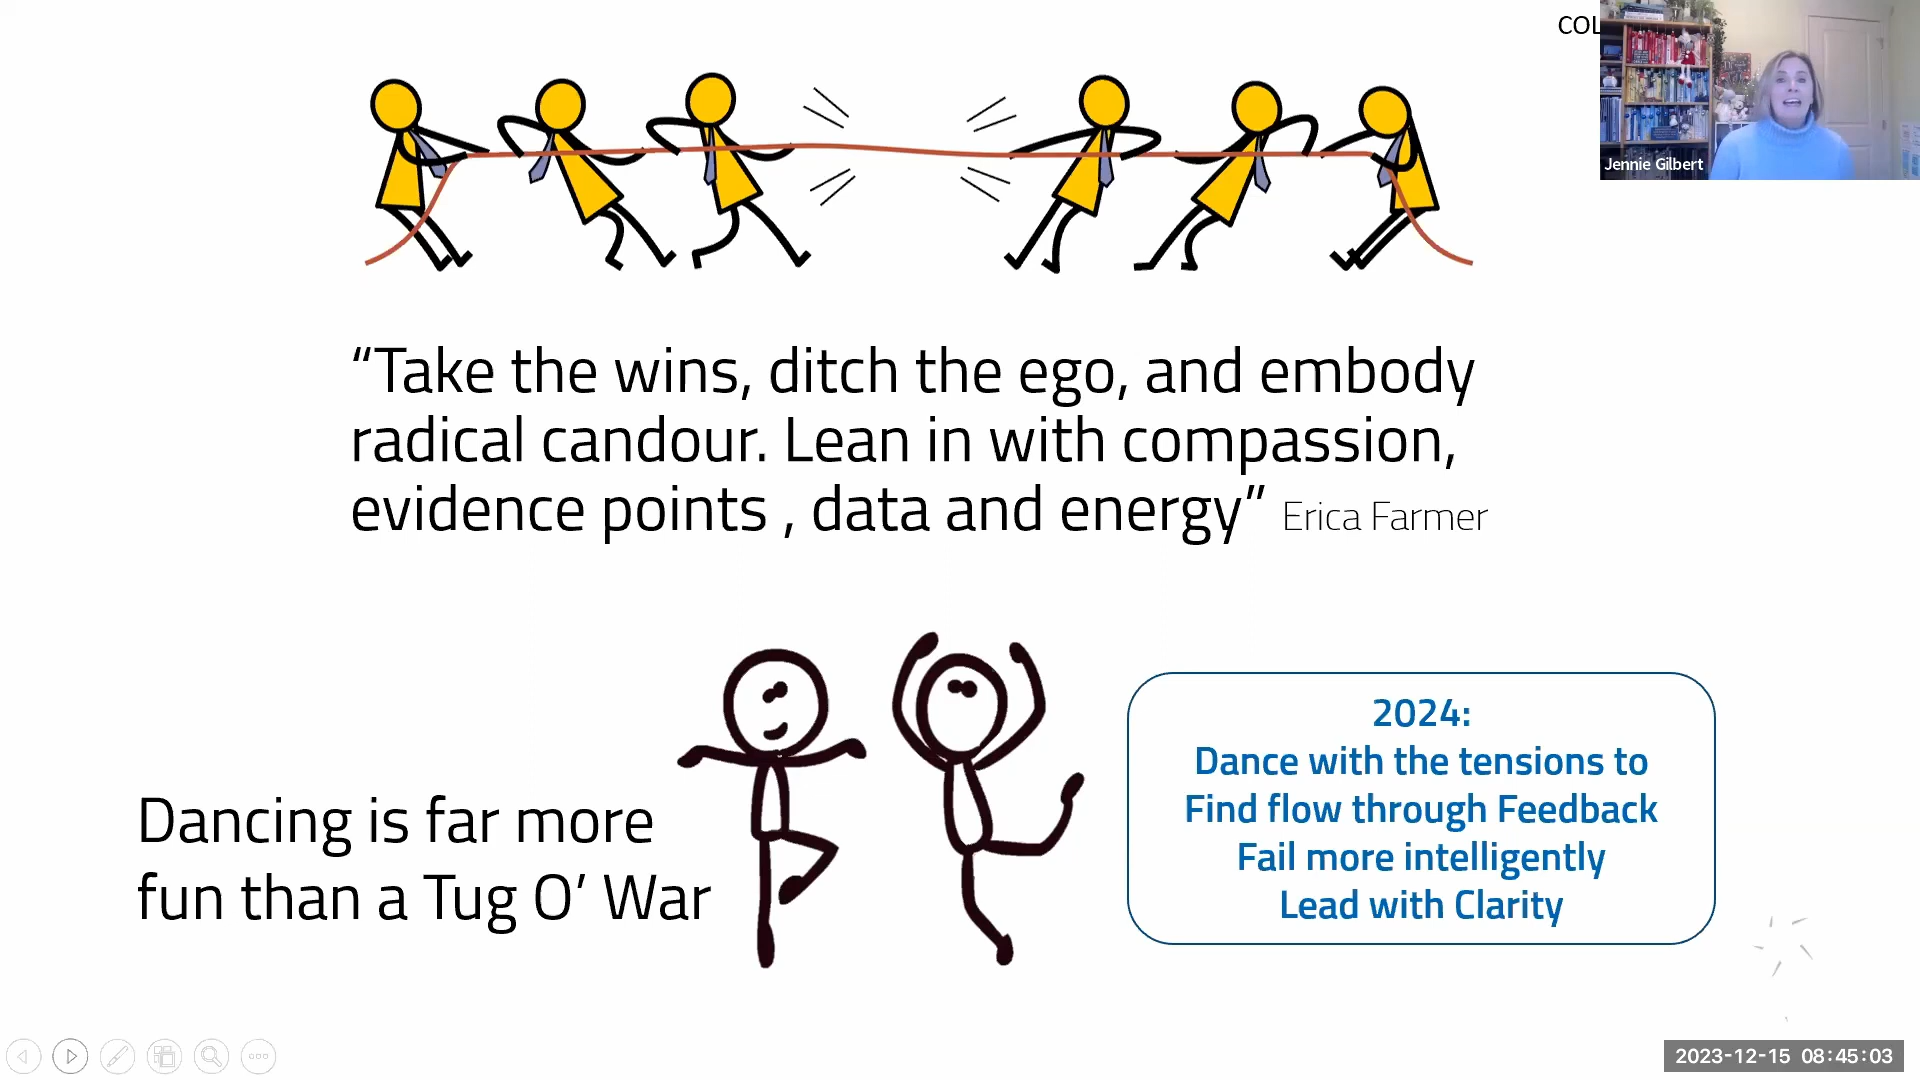 COL
Jennie Gilbert
“Take the wins, ditch the ego, and embody
radical candour. Lean in with compassion,
evidence points , data and energy” Erica Farmer
Dancing is far more
fun than a Tug O’ War
2024:
Dance with the tensions to
Find flow through Feedback
Fail more intelligently
Lead with Clarity
2023-12-15 08:45:03